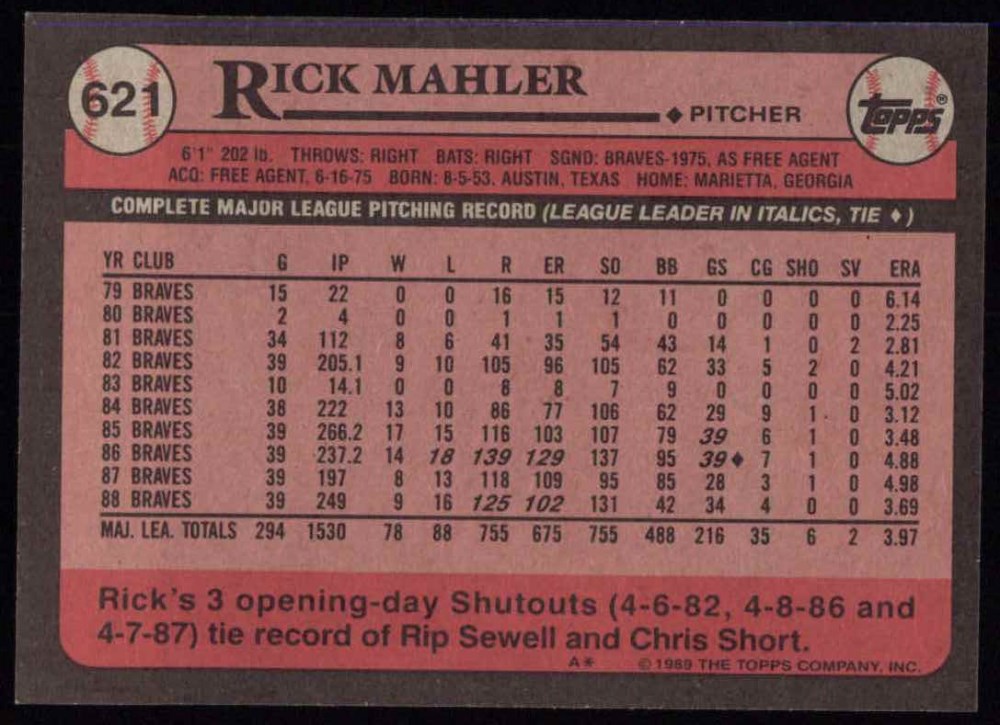 621 RICK MAHLER
◆ PITCHER
Topps®
6'1" 202 lb. THROWS: RIGHT BATS: RIGHT SGND: BRAVES-1975, AS FREE AGENT
ACQ: FREE AGENT, 6-16-75 BORN: 8-5-53, AUSTIN, TEXAS HOME: MARIETTA, GEORGIA
COMPLETE MAJOR LEAGUE PITCHING RECORD (LEAGUE LEADER IN ITALICS, TIE ♦)
YR CLUB G IP W L R ER SO BB GS CG SHO SV ERA
79 BRAVES 15 22 0 0 16 15 12 11 0 0 0 0 6.14
80 BRAVES 2 4 0 0 1 1 1 0 0 0 0 0 2.25
81 BRAVES 34 112 8 6 41 35 54 43 14 1 0 2 2.81
82 BRAVES 39 205.1 9 10 105 96 105 62 33 5 2 0 4.21
83 BRAVES 10 14.1 0 0 8 8 7 9 0 0 0 0 5.02
84 BRAVES 38 222 13 10 86 77 106 62 29 9 1 0 3.12
85 BRAVES 39 266.2 17 15 116 103 107 79 39 6 1 0 3.48
86 BRAVES 39 237.2 14 18 139 129 137 95 39♦ 7 1 0 4.88
87 BRAVES 39 197 8 13 118 109 95 85 28 3 1 0 4.98
88 BRAVES 39 249 9 16 125 102 131 42 34 4 0 0 3.69
MAJ. LEA. TOTALS 294 1530 78 88 755 675 755 488 216 35 6 2 3.97
Rick's 3 opening-day Shutouts (4-6-82, 4-8-86 and
4-7-87) tie record of Rip Sewell and Chris Short.
A* © 1989 THE TOPPS COMPANY, INC.